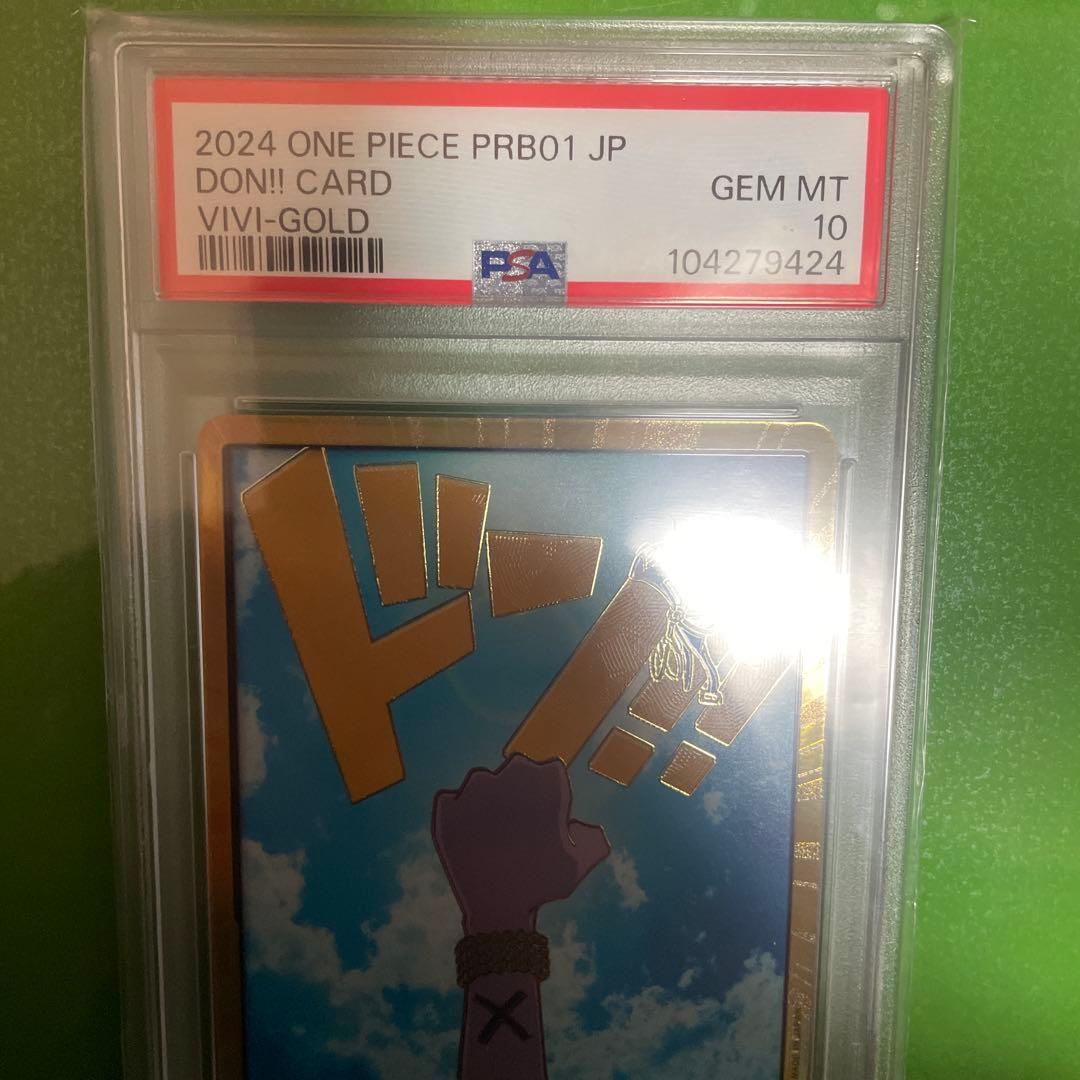 2024 ONE PIECE PRB01 JP
DON!! CARD
GEM MT
VIVI-GOLD
10
PSA
104279424
ドン!!